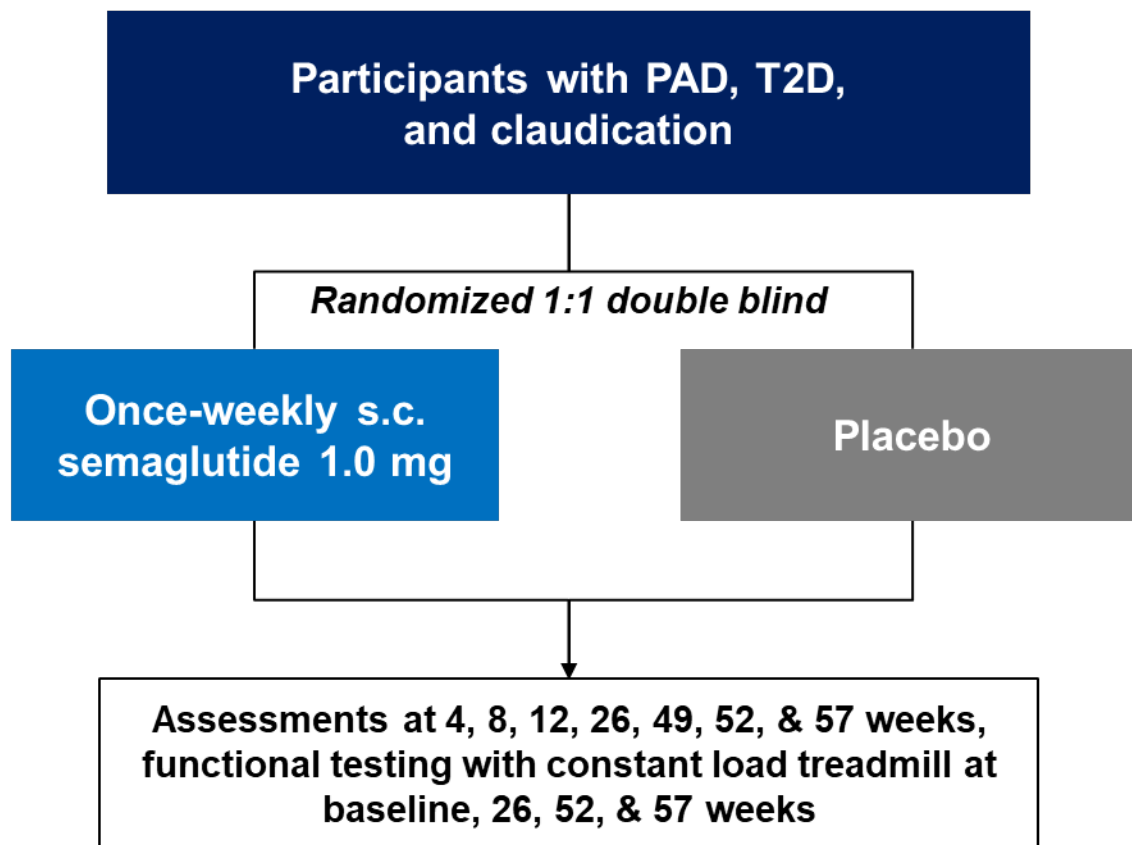 Participants with PAD, T2D,
and claudication
Randomized 1:1 double blind
Once-weekly s.c.
semaglutide 1.0 mg
Placebo
Assessments at 4, 8, 12, 26, 49, 52, & 57 weeks,
functional testing with constant load treadmill at
baseline, 26, 52, & 57 weeks